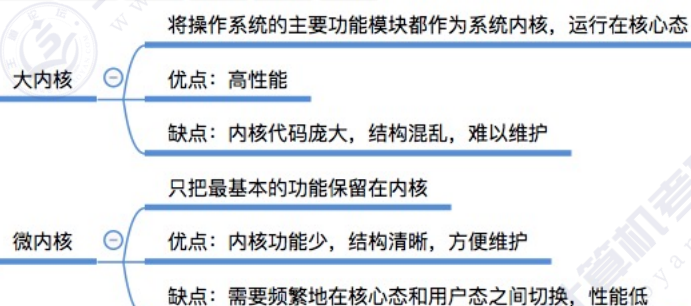 将操作系统的主要功能模块都作为系统内核，运行在核心态
大内核
优点：高性能
缺点：内核代码庞大，结构混乱，难以维护
只把最基本的功能保留在内核
微内核
优点：内核功能少，结构清晰，方便维护
缺点：需要频繁地在核心态和用户态之间切换，性能低